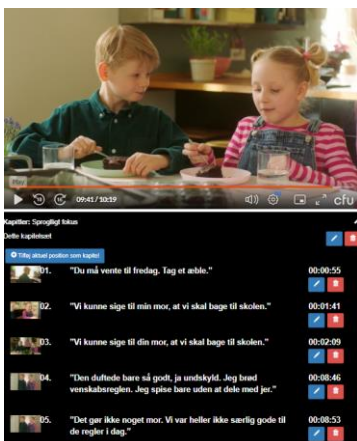 09:41/10:19
cfu
Kapitler: Sprogligt fokus
Dette kapitelsæt
Tilføj aktuel position som kapitel
01. "Du må vente til fredag. Tag et æble." 00:00:55
02. "Vi kunne sige til min mor, at vi skal bage til skolen." 00:01:41
03. "Vi kunne sige til din mor, at vi skal bage til skolen." 00:02:09
04. "Den duftede bare så godt, ja undskyld. Jeg brød 00:08:46
venskabsreglen. Jeg spise bare uden at dele med jer."
05. "Det gør ikke noget mor. Vi var heller ikke særlig gode til 00:08:53
de regler i dag."